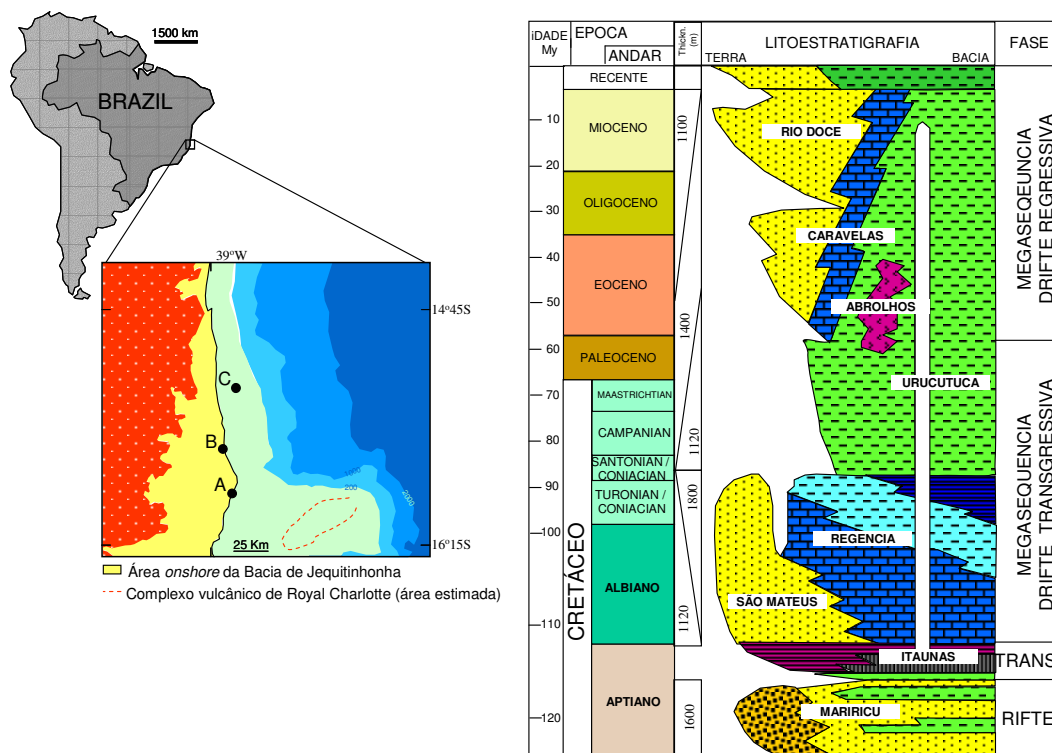 1500 km
BRAZIL
39ºW
14º45S
C
B
A
1000
200
2000
25 Km
16º15S
Área onshore da Bacia de Jequitinhonha
Complexo vulcânico de Royal Charlotte (área estimada)
iDADE
My
EPOCA
ANDAR
Thickn.
(m)
LITOESTRATIGRAFIA
TERRA
BACIA
FASE
RECENTE
10
MIOCENO
1100
RIO DOCE
20
30
OLIGOCENO
CARAVELAS
40
EOCENO
ABROLHOS
50
1400
60
PALEOCENO
URUCUTUCA
70
MAASTRICHTIAN
80
CAMPANIAN
1120
SANTONIAN /
CONIACIAN
90
TURONIAN /
CONIACIAN
1800
100
REGENCIA
CRETÁCEO
ALBIANO
SÃO MATEUS
110
1120
ITAUNAS
TRANS
APTIANO
MARIRICU
120
1600
RIFTE
MEGASEQEUNCIA
DRIFTE REGRESSIVA
MEGASEQUENCIA
DRIFTE TRANSGRESSIVA